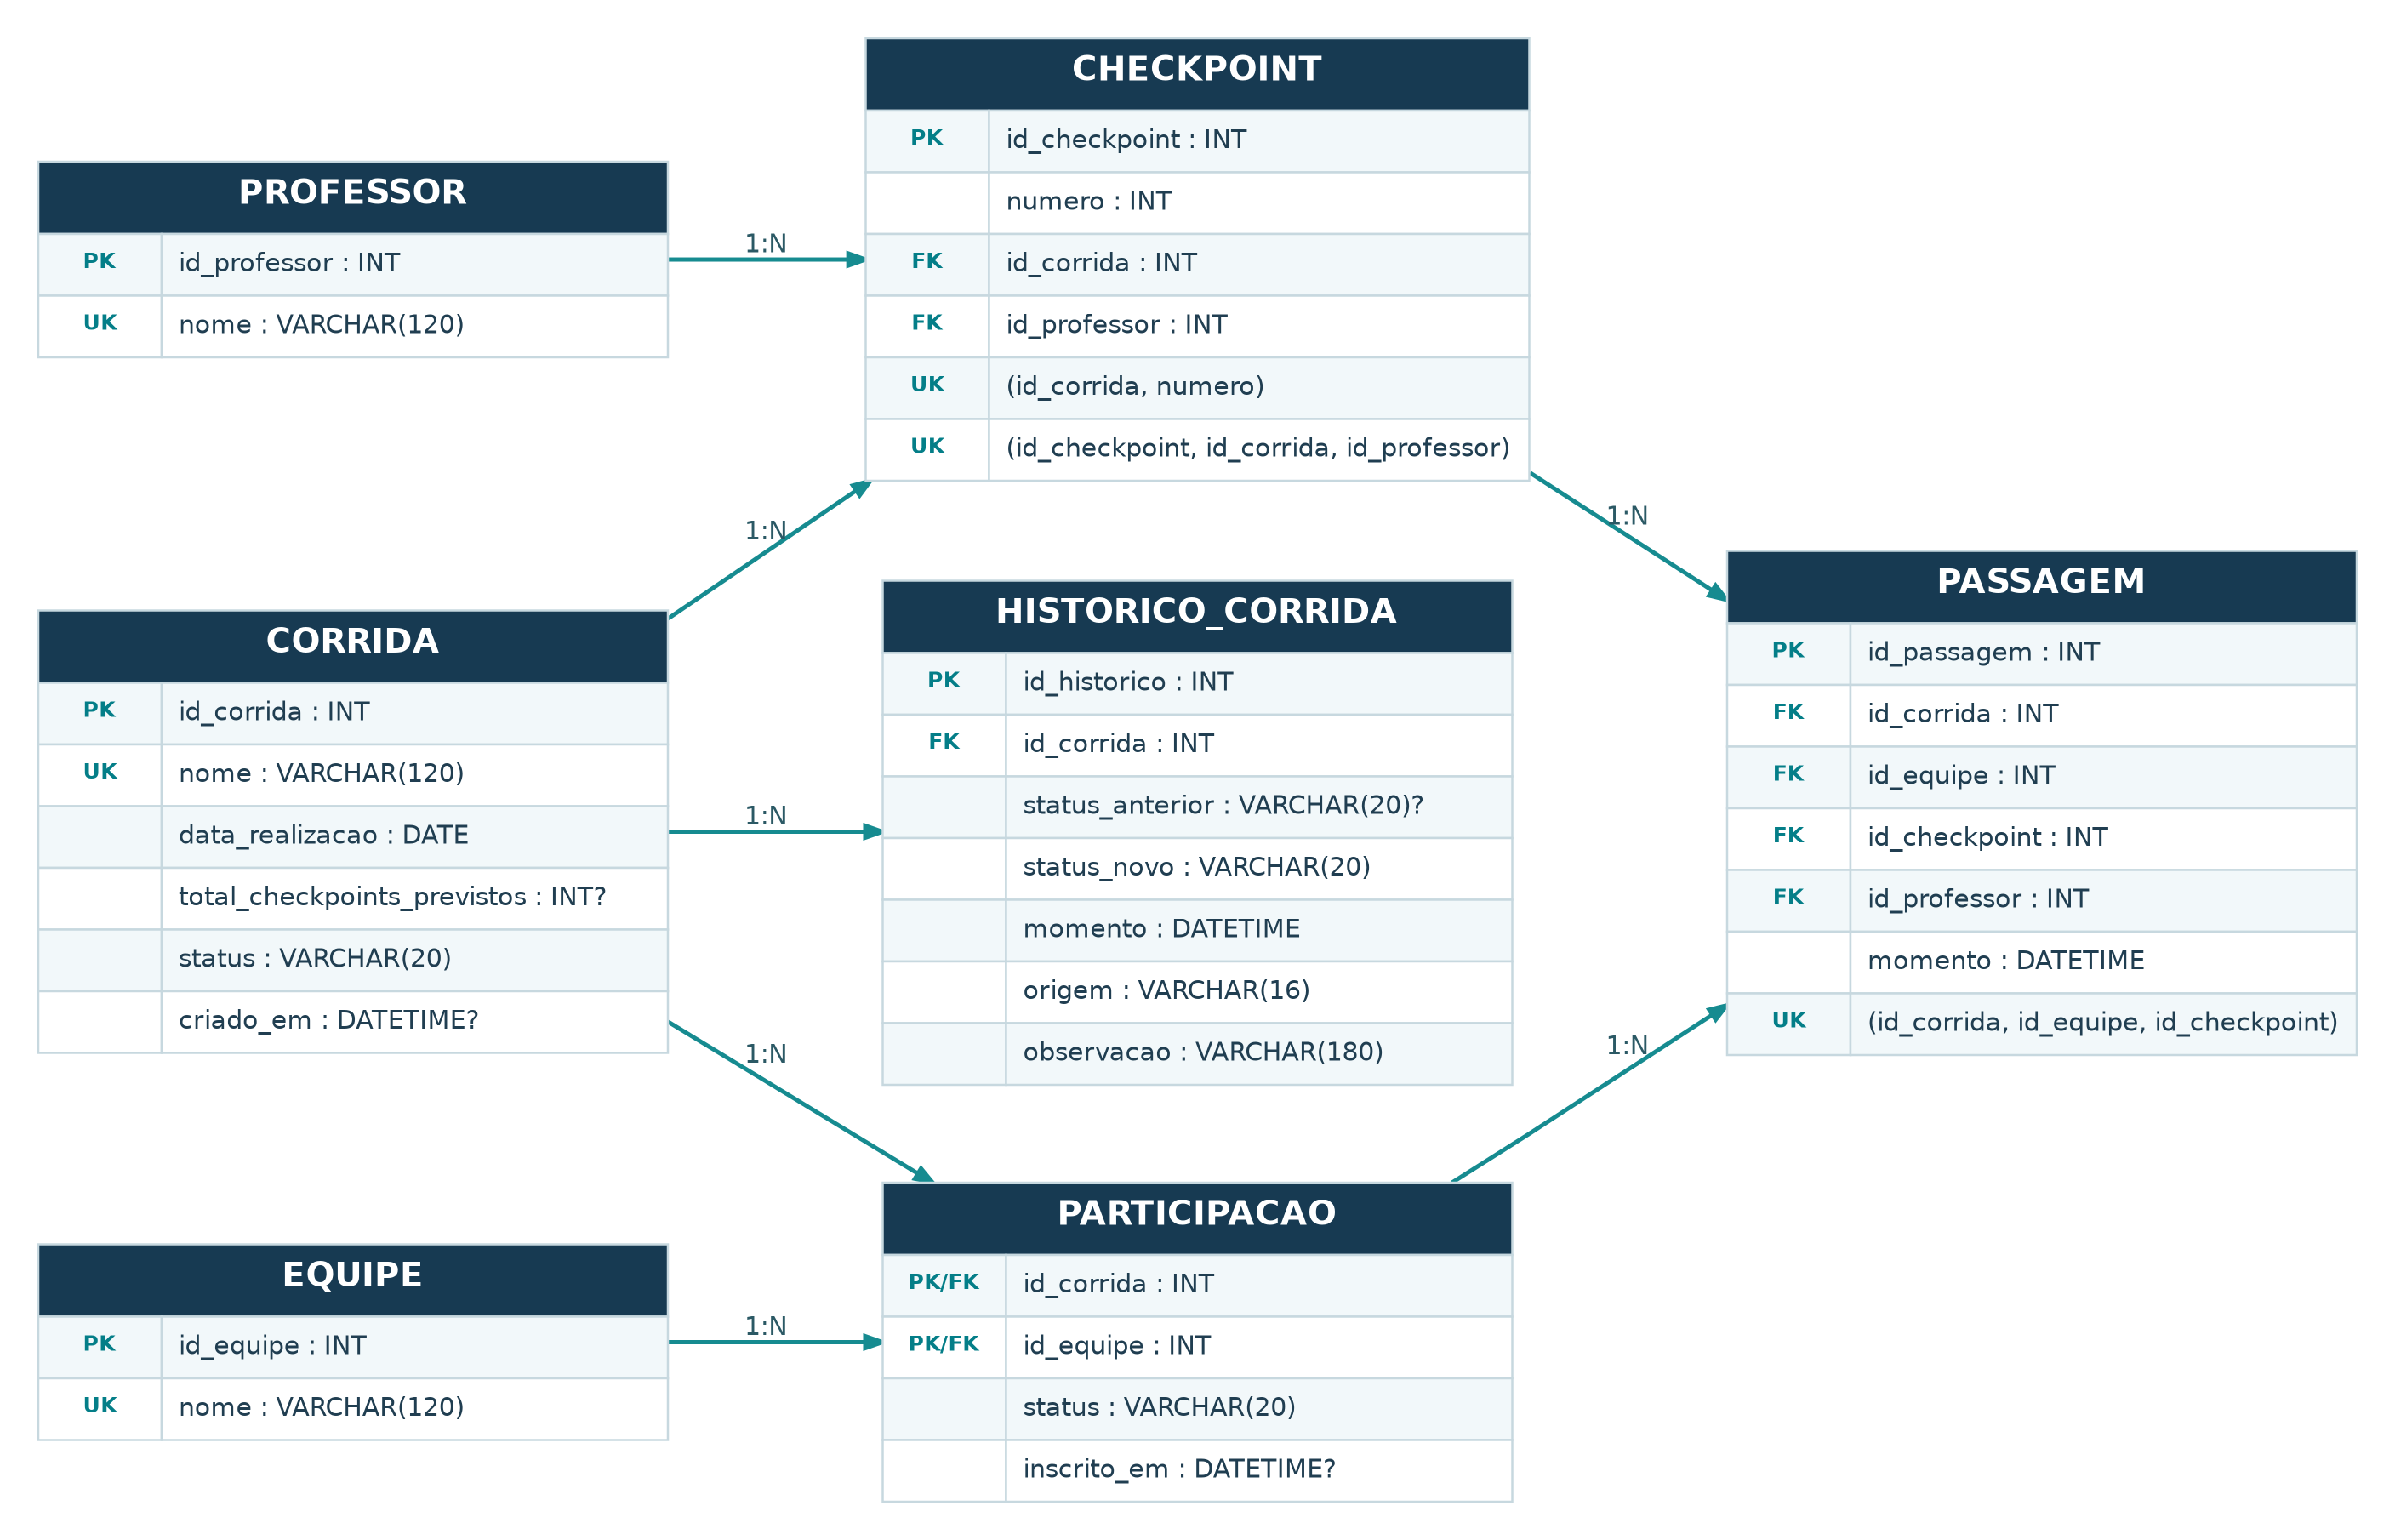 CHECKPOINT
PK id_checkpoint : INT
numero : INT
FK id_corrida : INT
FK id_professor : INT
UK (id_corrida, numero)
UK (id_checkpoint, id_corrida, id_professor)
PROFESSOR
PK id_professor : INT
UK nome : VARCHAR(120)
1:N
1:N
1:N
CORRIDA
PK id_corrida : INT
UK nome : VARCHAR(120)
data_realizacao : DATE
total_checkpoints_previstos : INT?
status : VARCHAR(20)
criado_em : DATETIME?
1:N
1:N
HISTORICO_CORRIDA
PK id_historico : INT
FK id_corrida : INT
status_anterior : VARCHAR(20)?
status_novo : VARCHAR(20)
momento : DATETIME
origem : VARCHAR(16)
observacao : VARCHAR(180)
PASSAGEM
PK id_passagem : INT
FK id_corrida : INT
FK id_equipe : INT
FK id_checkpoint : INT
FK id_professor : INT
momento : DATETIME
UK (id_corrida, id_equipe, id_checkpoint)
1:N
EQUIPE
PK id_equipe : INT
UK nome : VARCHAR(120)
1:N
PARTICIPACAO
PK/FK id_corrida : INT
PK/FK id_equipe : INT
status : VARCHAR(20)
inscrito_em : DATETIME?